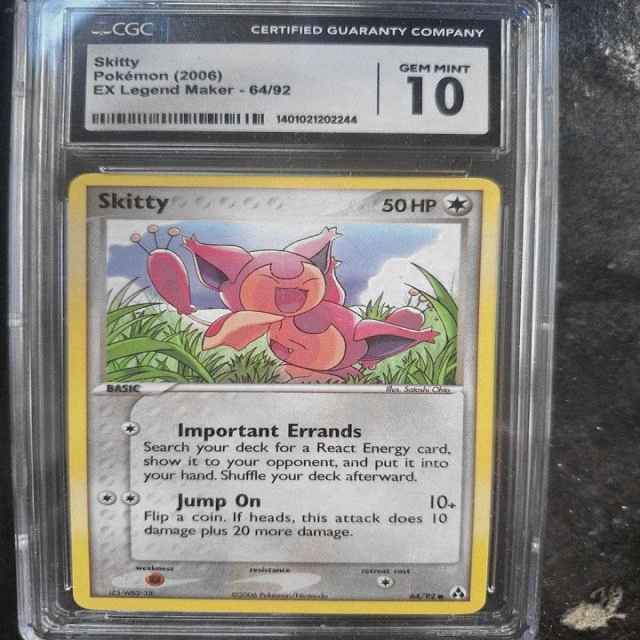 CGC CERTIFIED GUARANTY COMPANY
Skitty
Pokémon (2006)
EX Legend Maker - 64/92
GEM MINT
10
1401021202244
Skitty 50 HP
BASIC
Illus. Satoshi Ohta
Important Errands
Search your deck for a React Energy card,
show it to your opponent, and put it into
your hand. Shuffle your deck afterward.
Jump On 10+
Flip a coin. If heads, this attack does 10
damage plus 20 more damage.
weakness resistance retreat cost
©2006 Pokémon/Nintendo 64/92